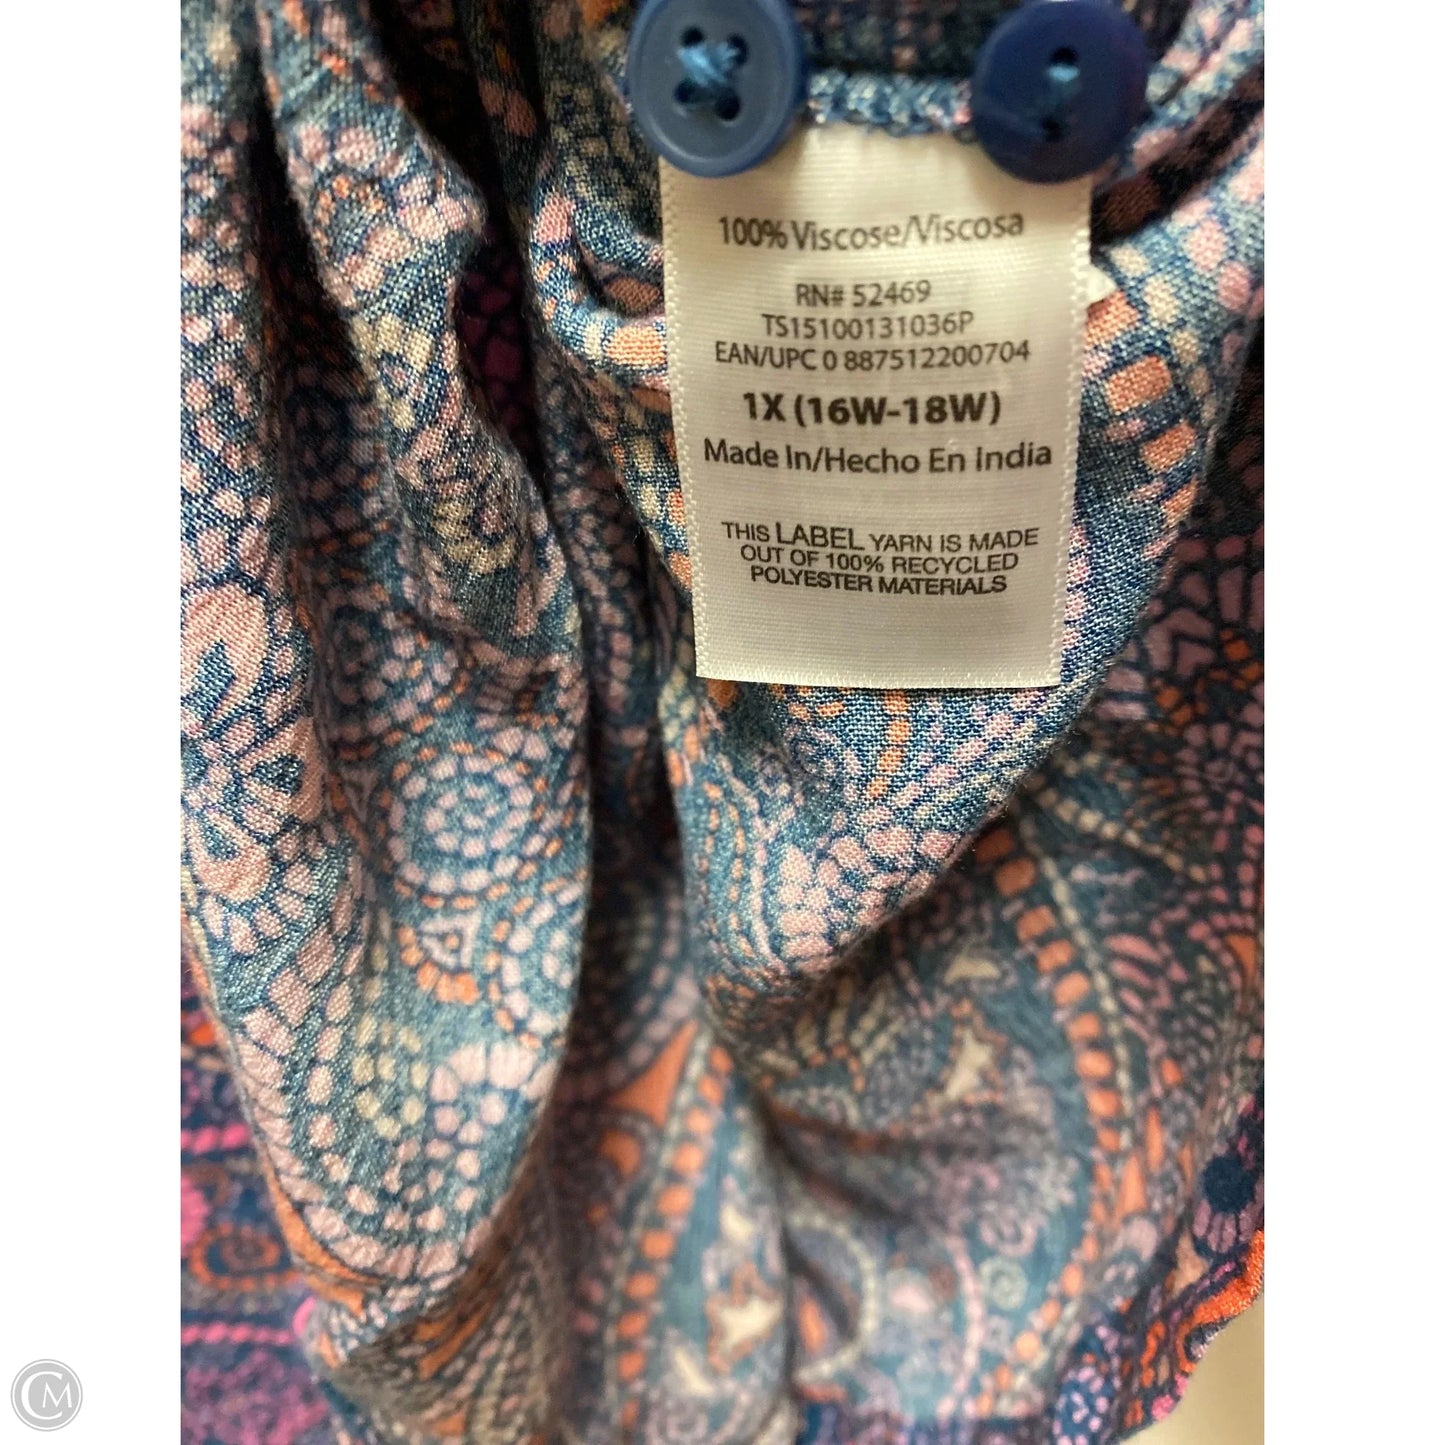 100% Viscose/Viscosa
RN# 52469
TS15100131036P
EAN/UPC 0 887512200704
1X (16W-18W)
Made In/Hecho En India
THIS LABEL YARN IS MADE
OUT OF 100% RECYCLED
POLYESTER MATERIALS
CM